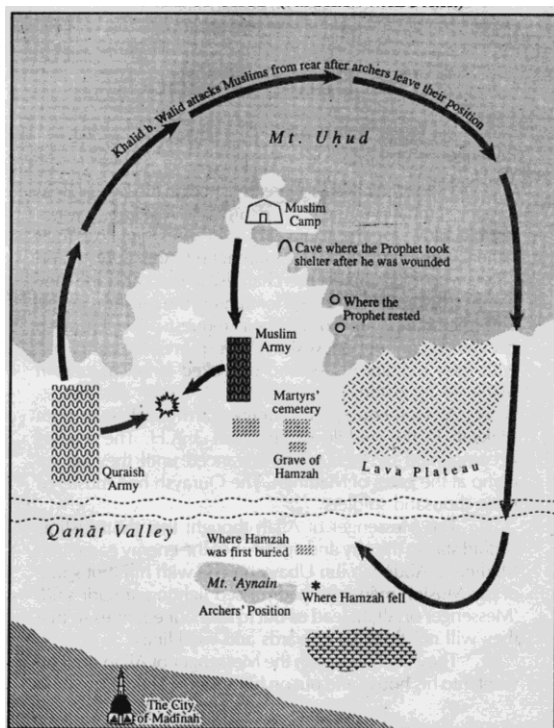 Khalid b. Walid attacks Muslims from rear after archers leave their position
Mt. Uḥud
Muslim
Camp
Cave where the Prophet took
shelter after he was wounded
Where the
Prophet rested
Muslim
Army
Martyrs'
cemetery
Grave of
Hamzah
Quraish
Army
Lava Plateau
Qanāt Valley
Where Hamzah
was first buried
Mt. ‘Aynain
Archers' Position
Where Hamzah fell
The City
of Madīnah